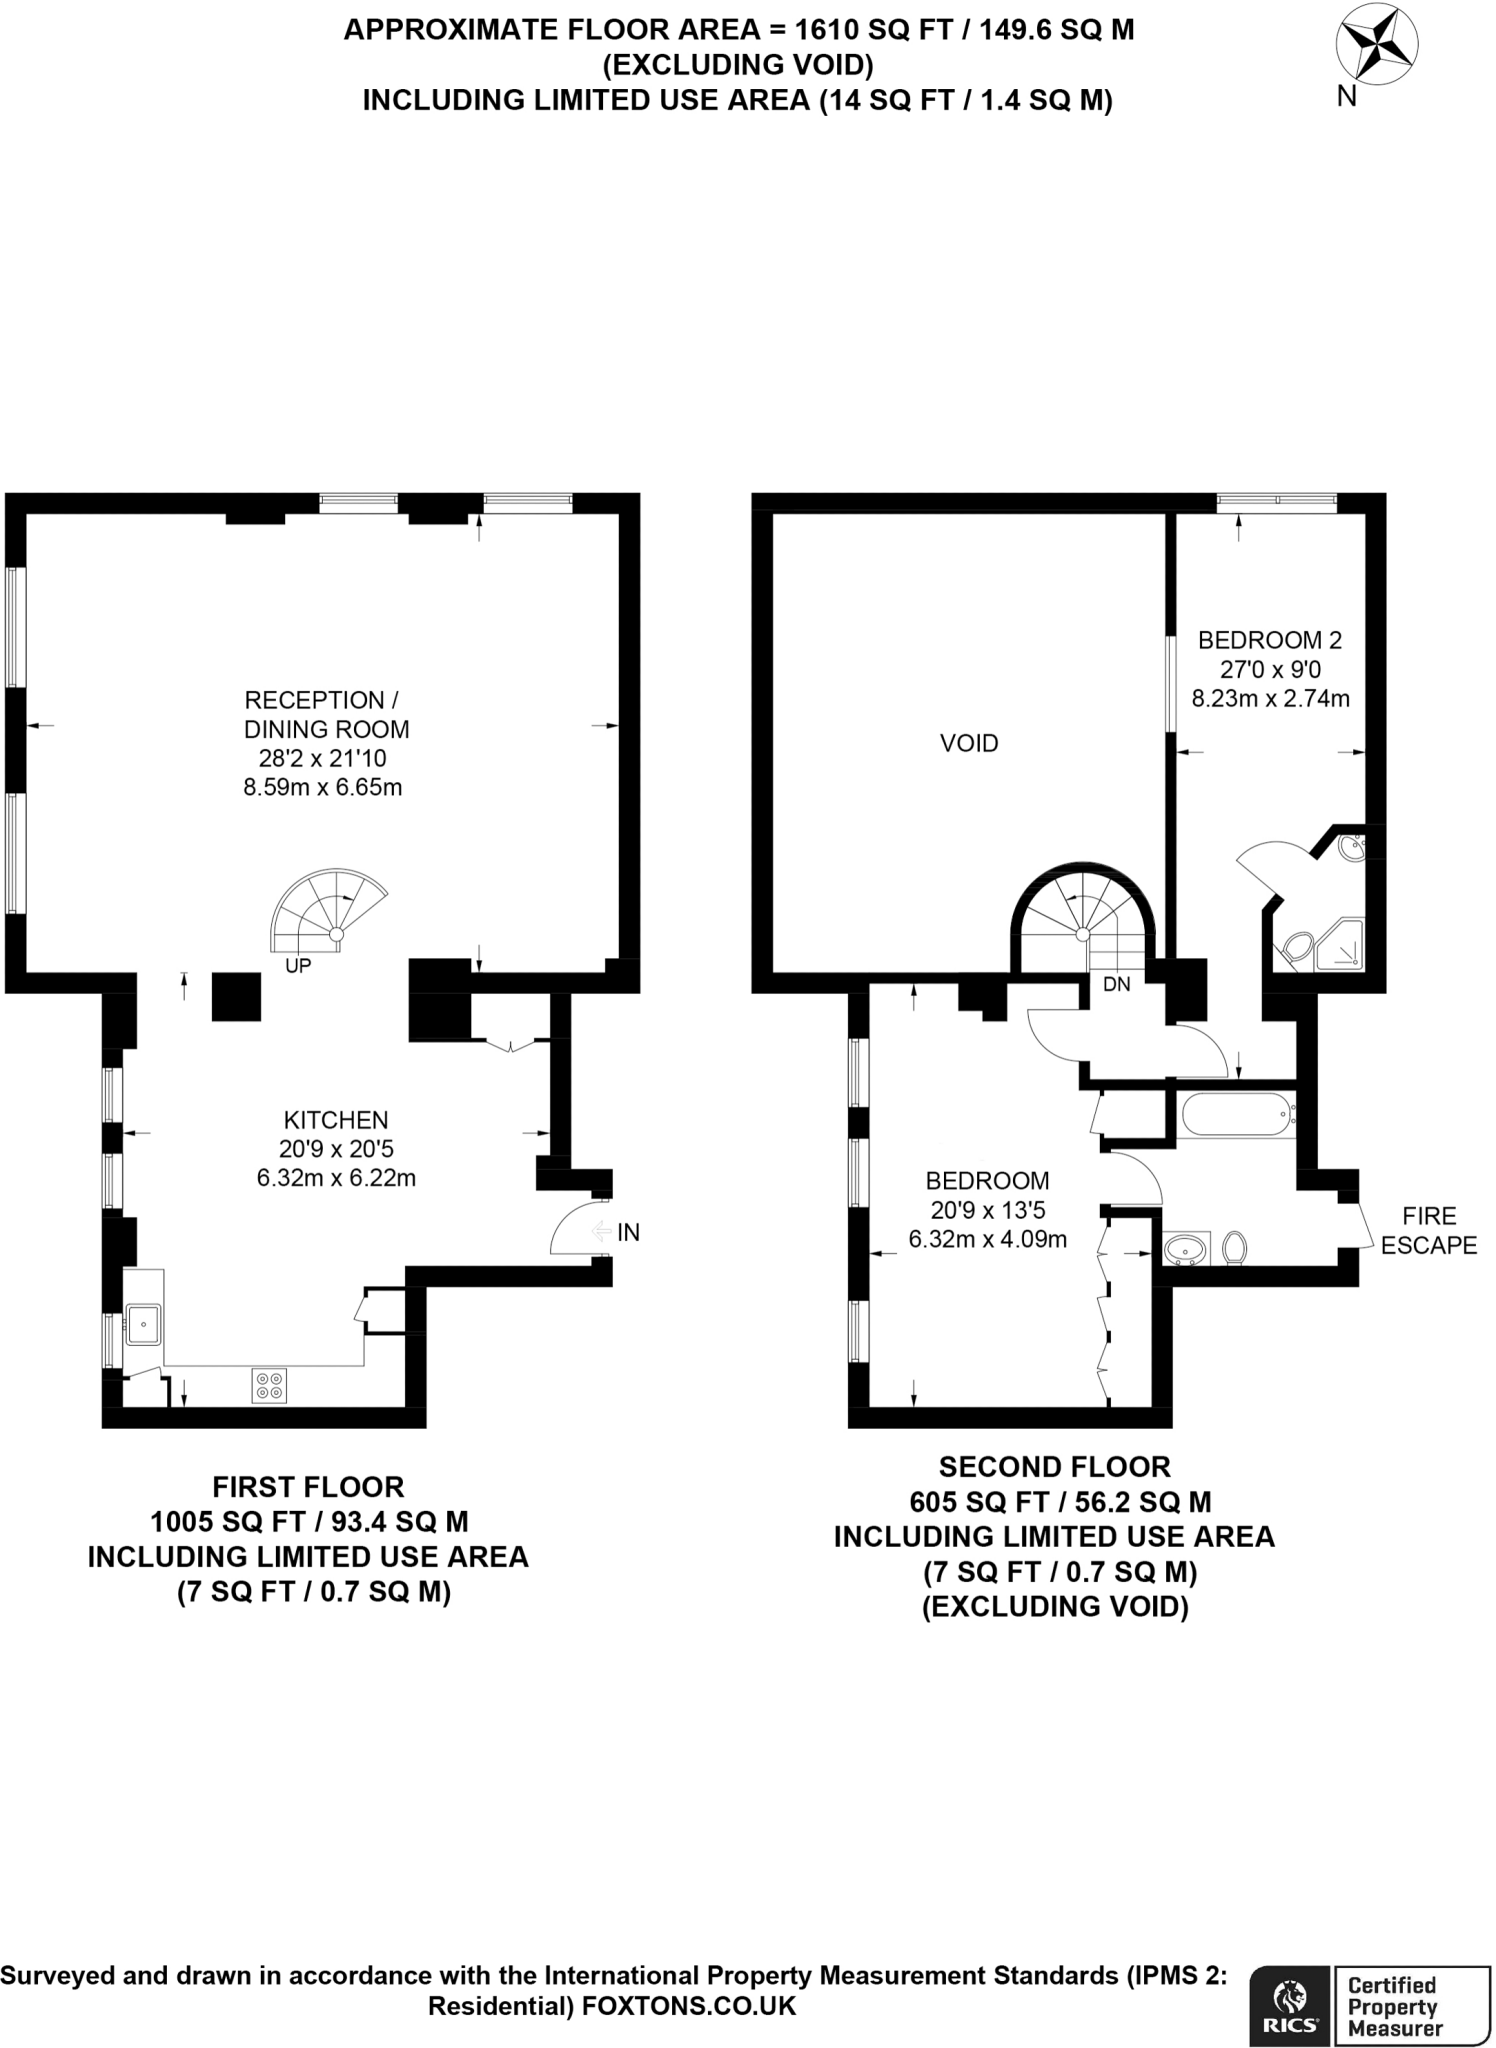 APPROXIMATE FLOOR AREA = 1610 SQ FT / 149.6 SQ M
(EXCLUDING VOID)
INCLUDING LIMITED USE AREA (14 SQ FT / 1.4 SQ M)
N
RECEPTION /
DINING ROOM
28'2 x 21'10
8.59m x 6.65m
UP
KITCHEN
20'9 x 20'5
6.32m x 6.22m
IN
FIRST FLOOR
1005 SQ FT / 93.4 SQ M
INCLUDING LIMITED USE AREA
(7 SQ FT / 0.7 SQ M)
BEDROOM 2
27'0 x 9'0
8.23m x 2.74m
VOID
DN
BEDROOM
20'9 x 13'5
6.32m x 4.09m
FIRE
ESCAPE
SECOND FLOOR
605 SQ FT / 56.2 SQ M
INCLUDING LIMITED USE AREA
(7 SQ FT / 0.7 SQ M)
(EXCLUDING VOID)
Surveyed and drawn in accordance with the International Property Measurement Standards (IPMS 2:
Residential) FOXTONS.CO.UK
RICS
Certified
Property
Measurer